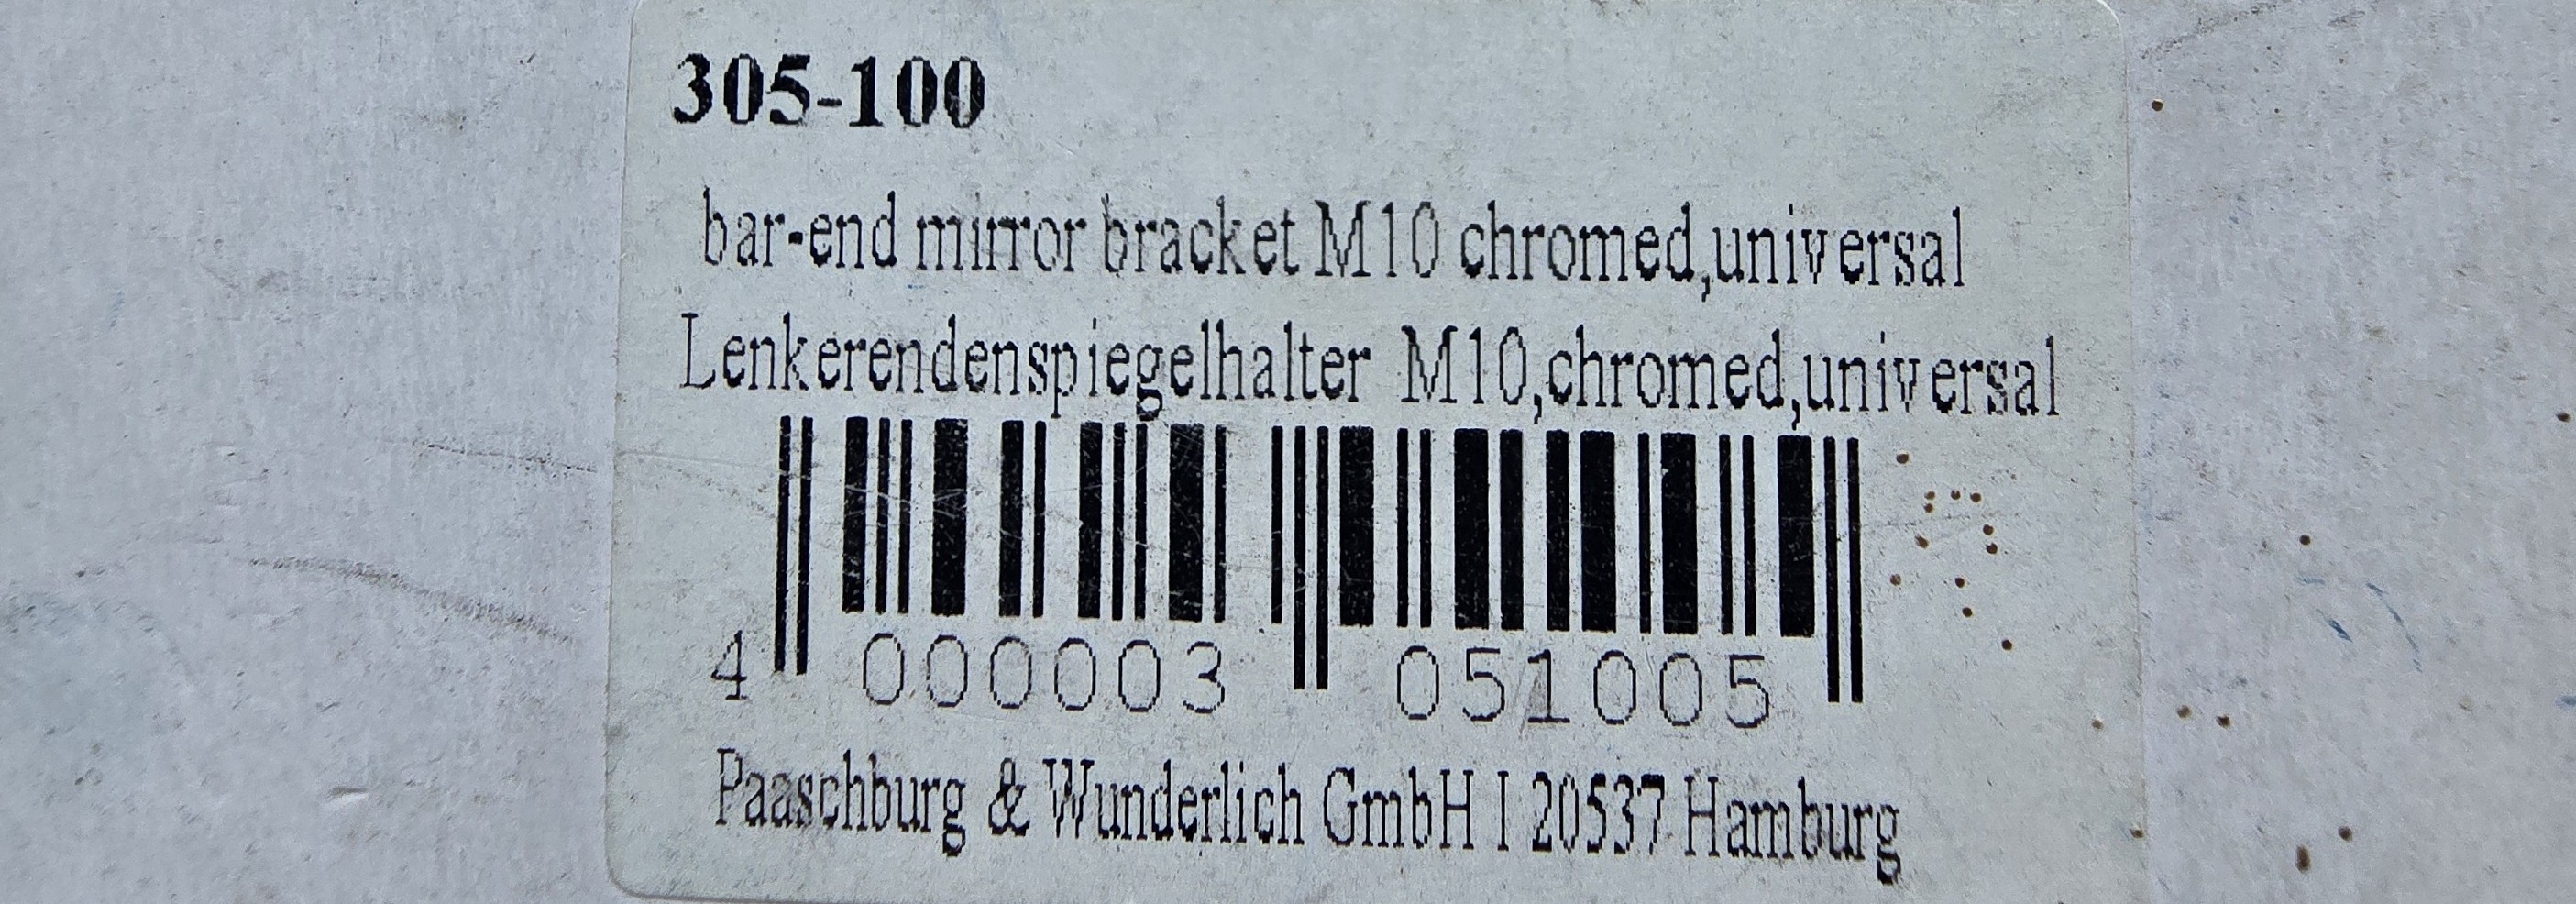 305-100
bar-end mirror bracket M10 chromed,universal
Lenkerendenspiegelhalter M10,chromed,universal
4 000003 051005
Paaschburg & Wunderlich GmbH I 20537 Hamburg